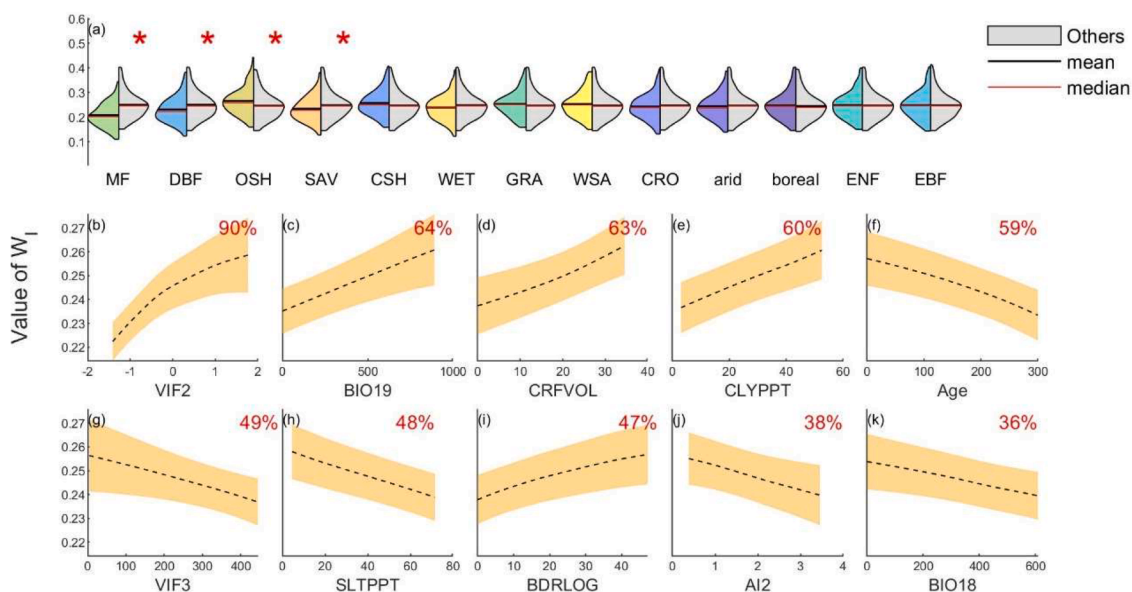 (a)
0.6
0.5
0.4
0.3
0.2
0.1
* * * *
Others
mean
median
MF DBF OSH SAV CSH WET GRA WSA CRO arid boreal ENF EBF
Value of W_I
(b) 90%
(c) 64%
(d) 63%
(e) 60%
(f) 59%
0.27
0.26
0.25
0.24
0.23
0.22
-2 -1 0 1 2
0 500 1000
0 10 20 30 40
0 20 40 60
0 100 200 300
VIF2 BIO19 CRFVOL CLYPPT Age
(g) 49%
(h) 48%
(i) 47%
(j) 38%
(k) 36%
0.27
0.26
0.25
0.24
0.23
0.22
0 100 200 300 400
0 20 40 60 80
0 20 40
0 1 2 3 4
0 200 400 600
VIF3 SLTPPT BDRLOG AI2 BIO18